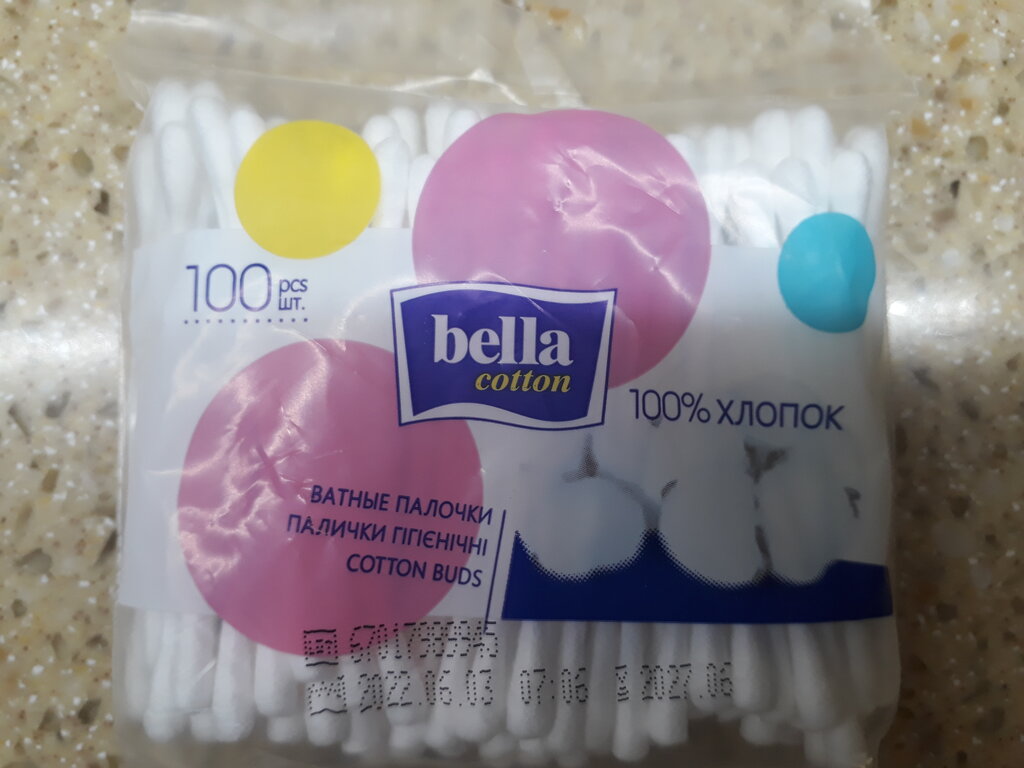 100 pcs
шт.
bella
cotton
100% ХЛОПОК
ВАТНЫЕ ПАЛОЧКИ
ПАЛИЧКИ ГІГІЄНІЧНІ
COTTON BUDS
2022.06.03 07:06 2027.06